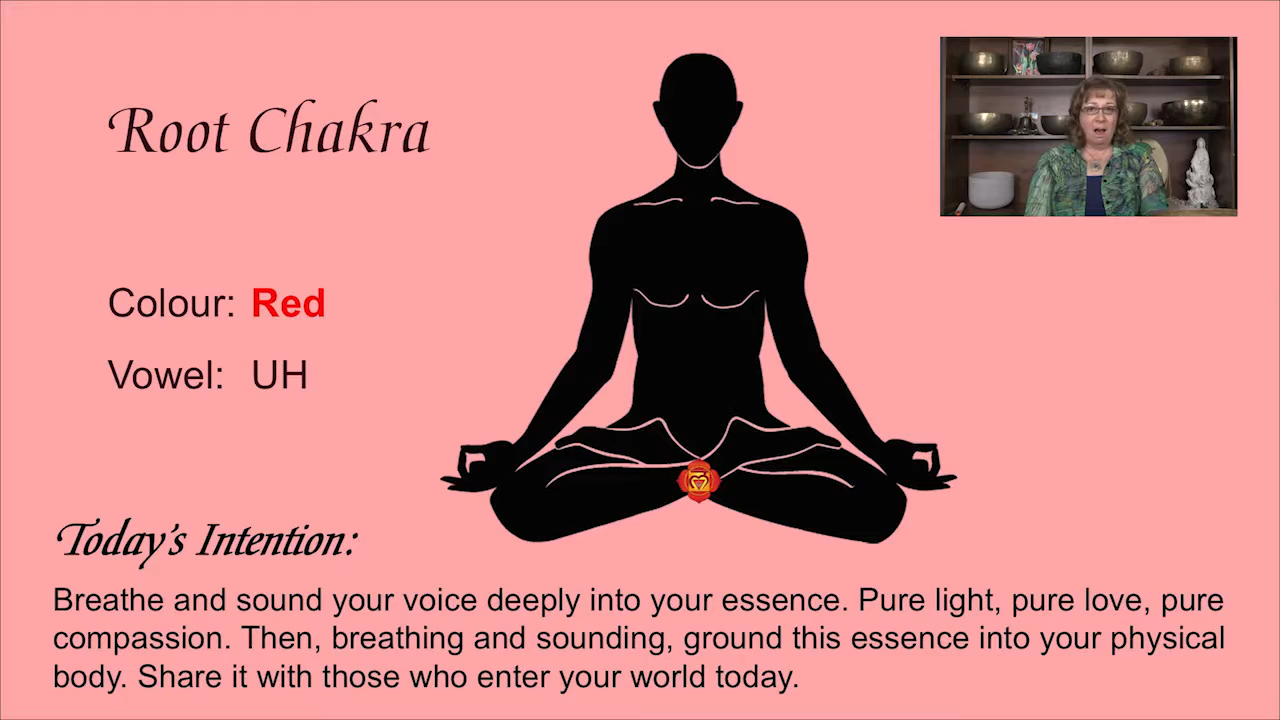 Root Chakra
Colour: Red
Vowel: UH
Today's Intention:
Breathe and sound your voice deeply into your essence. Pure light, pure love, pure
compassion. Then, breathing and sounding, ground this essence into your physical
body. Share it with those who enter your world today.